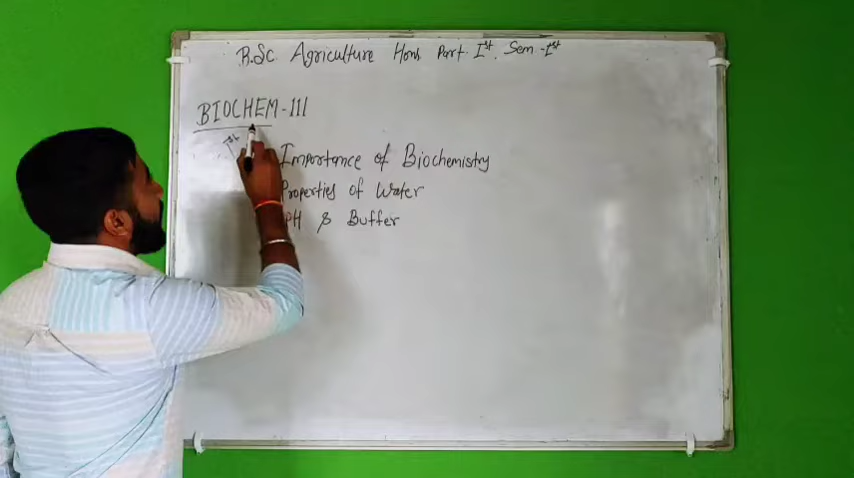 B.Sc. Agriculture Hons Part Ist. Sem-Ist
BIOCHEM-111
Importance of Biochemistry
Properties of Water
PH & Buffer